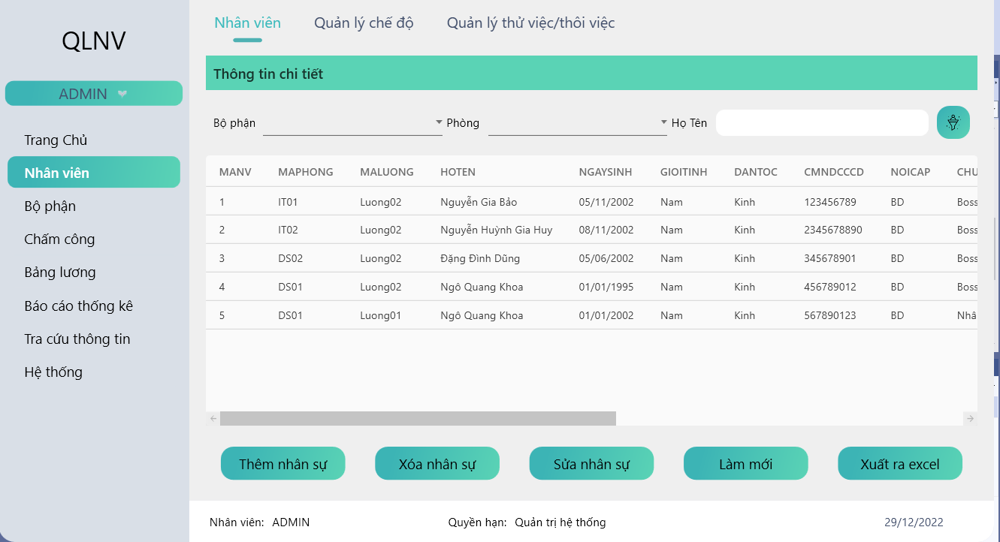 QLNV
ADMIN
Trang Chủ
Nhân viên
Bộ phận
Chấm công
Bảng lương
Báo cáo thống kê
Tra cứu thông tin
Hệ thống
Nhân viên Quản lý chế độ Quản lý thử việc/thôi việc
Thông tin chi tiết
Bộ phận Phòng Họ Tên
MANV MAPHONG MALUONG HOTEN NGAYSINH GIOITINH DANTOC CMNDCCCD NOICAP CHU
1 IT01 Luong02 Nguyễn Gia Bảo 05/11/2002 Nam Kinh 123456789 BD Boss
2 IT02 Luong02 Nguyễn Huỳnh Gia Huy 08/11/2002 Nam Kinh 2345678890 BD Boss
3 DS02 Luong02 Đặng Đình Dũng 05/06/2002 Nam Kinh 345678901 BD Boss
4 DS01 Luong02 Ngô Quang Khoa 01/01/1995 Nam Kinh 456789012 BD Boss
5 DS01 Luong01 Ngô Quang Khoa 01/01/2002 Nam Kinh 567890123 BD Nhâ
Thêm nhân sự Xóa nhân sự Sửa nhân sự Làm mới Xuất ra excel
Nhân viên: ADMIN Quyền hạn: Quản trị hệ thống 29/12/2022